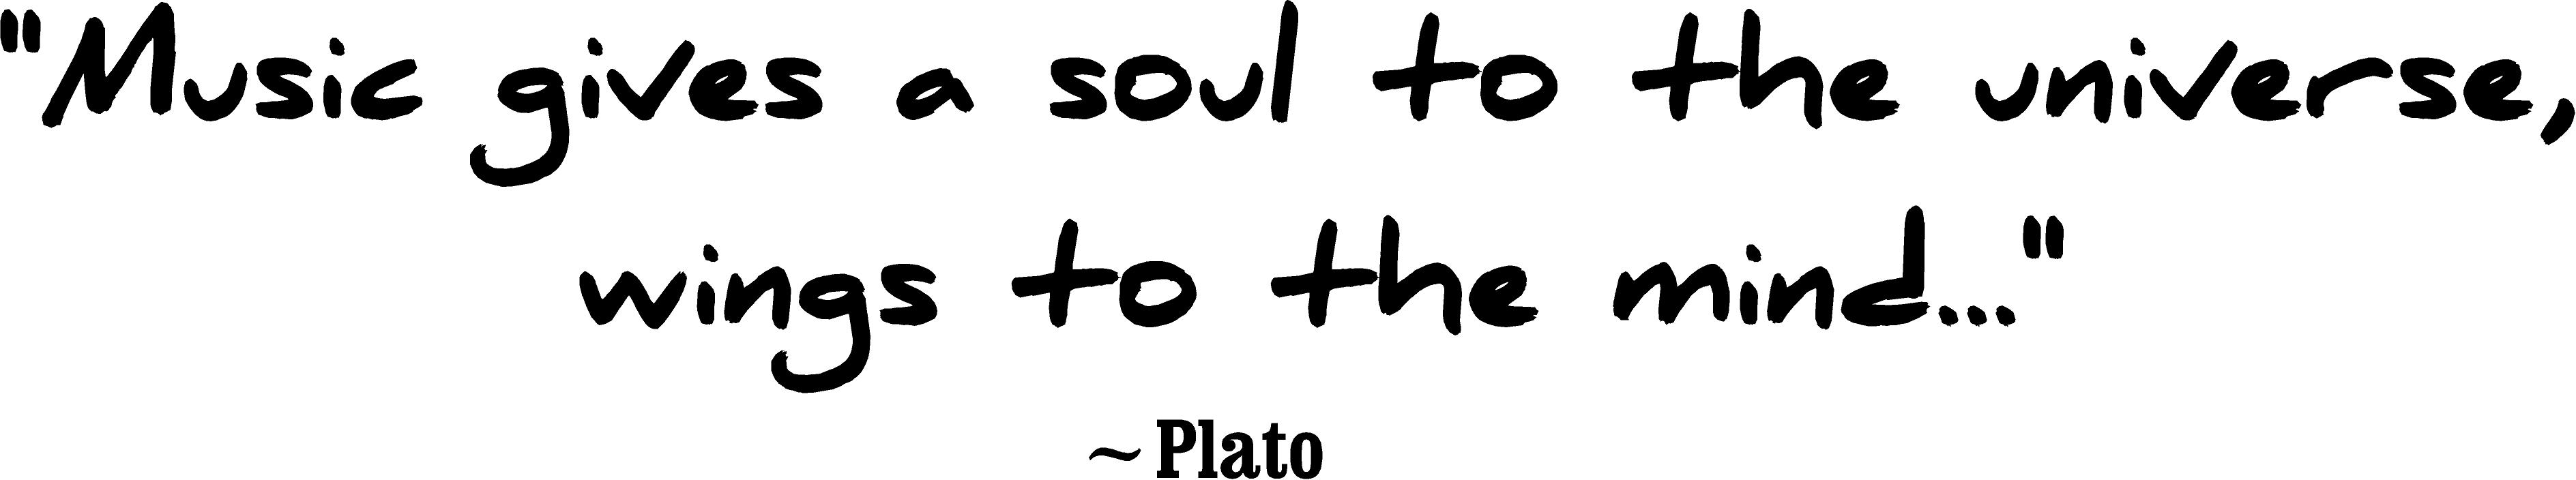 "Music gives a soul to the universe,
wings to the mind..."
~Plato